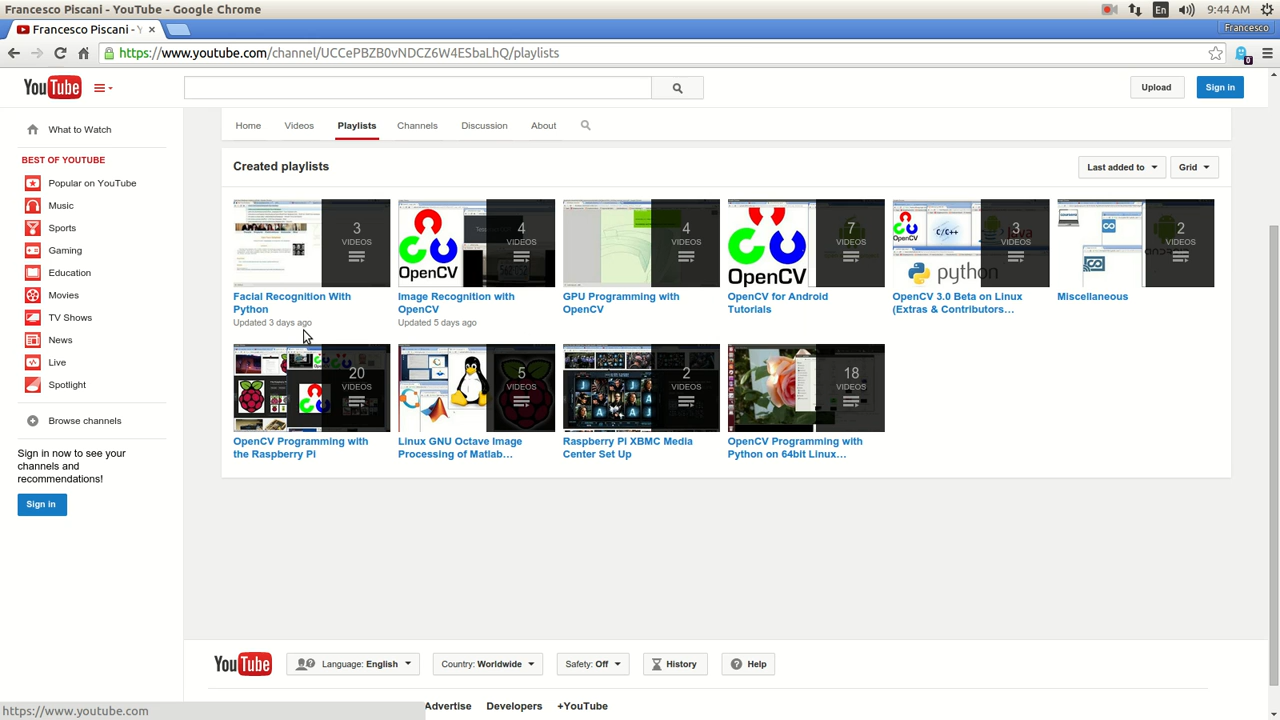 Francesco Piscani - YouTube - Google Chrome
En
9:44 AM
Francesco Piscani - Y
Francesco
https://www.youtube.com/channel/UCCePBZB0vNDCZ6W4ESbaLhQ/playlists
0
YouTube
Upload
Sign in
Home
Videos
Playlists
Channels
Discussion
About
What to Watch
BEST OF YOUTUBE
Popular on YouTube
Music
Sports
Gaming
Education
Movies
TV Shows
News
Live
Spotlight
Browse channels
Sign in now to see your
channels and
recommendations!
Sign in
Created playlists
Last added to
Grid
3
VIDEOS
Facial Recognition With
Python
Updated 3 days ago
OpenCV
4
VIDEOS
Image Recognition with
OpenCV
Updated 5 days ago
4
VIDEOS
GPU Programming with
OpenCV
OpenCV
7
VIDEOS
OpenCV for Android
Tutorials
OpenCV
C/C++
python
3
VIDEOS
OpenCV 3.0 Beta on Linux
(Extras & Contributors...
2
VIDEOS
Miscellaneous
20
VIDEOS
OpenCV Programming with
the Raspberry Pi
5
VIDEOS
Linux GNU Octave Image
Processing of Matlab...
2
VIDEOS
Raspberry Pi XBMC Media
Center Set Up
18
VIDEOS
OpenCV Programming with
Python on 64bit Linux...
YouTube
Language: English
Country: Worldwide
Safety: Off
History
Help
Advertise
Developers
+YouTube
https://www.youtube.com